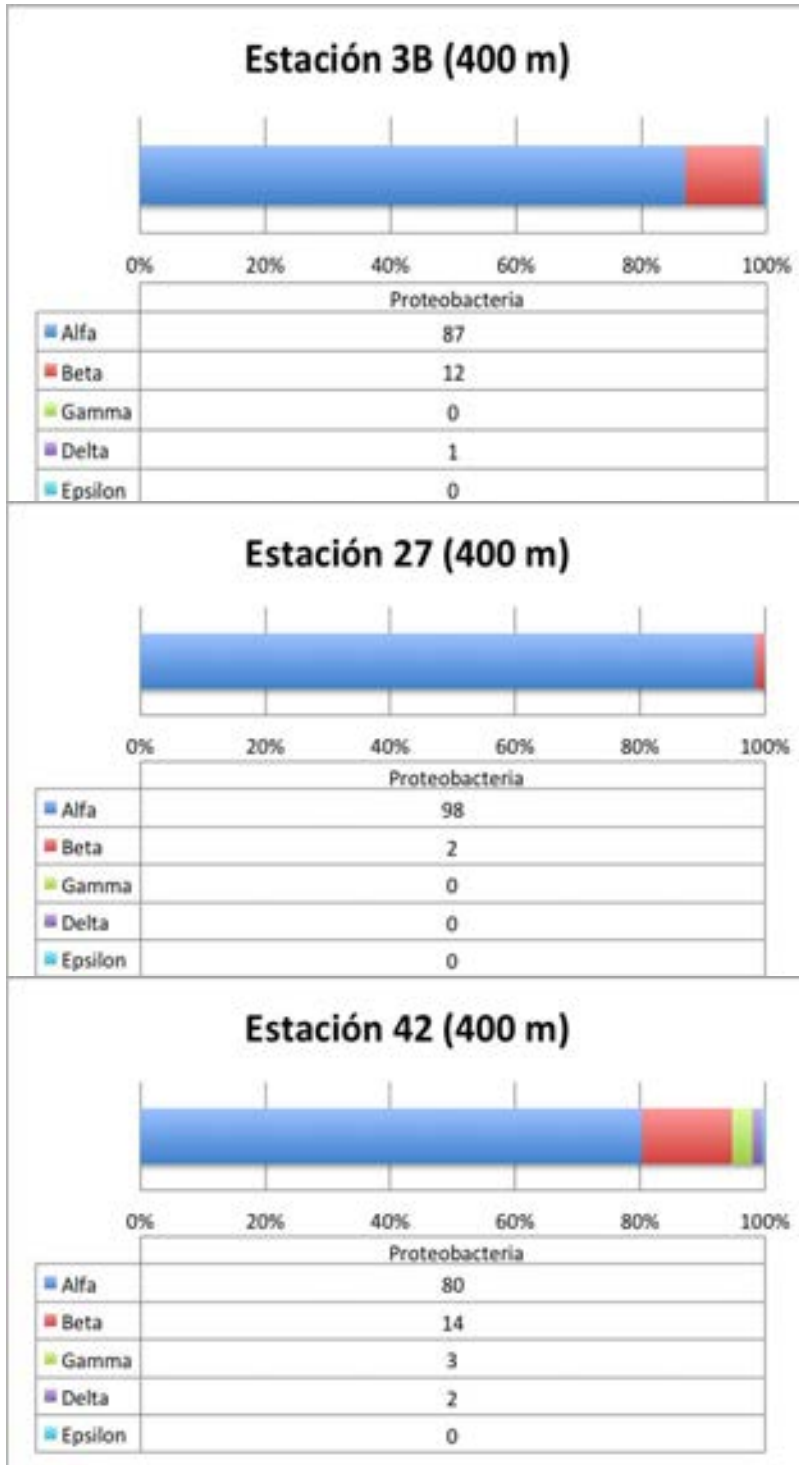 Estación 3B (400 m)
0% 20% 40% 60% 80% 100%
Proteobacteria
Alfa 87
Beta 12
Gamma 0
Delta 1
Epsilon 0
Estación 27 (400 m)
0% 20% 40% 60% 80% 100%
Proteobacteria
Alfa 98
Beta 2
Gamma 0
Delta 0
Epsilon 0
Estación 42 (400 m)
0% 20% 40% 60% 80% 100%
Proteobacteria
Alfa 80
Beta 14
Gamma 3
Delta 2
Epsilon 0